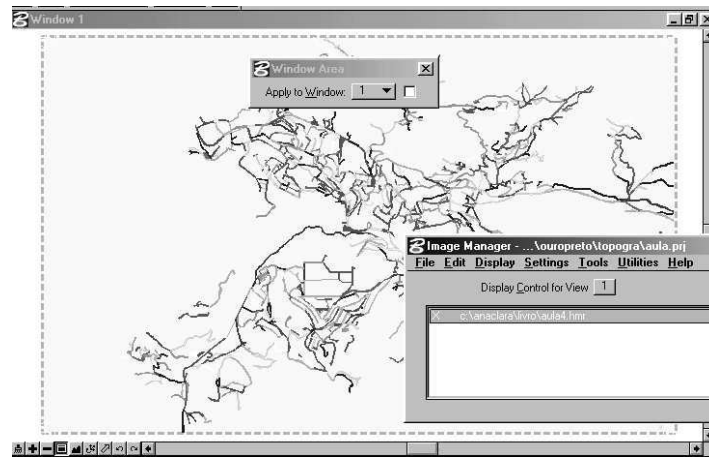 Window 1
Window Area
Apply to Window: 1
Image Manager - ...\ouropreto\topogra\aula.prj
File Edit Display Settings Tools Utilities Help
Display Control for View 1
X c:\anaclara\livro\aula4.hmr